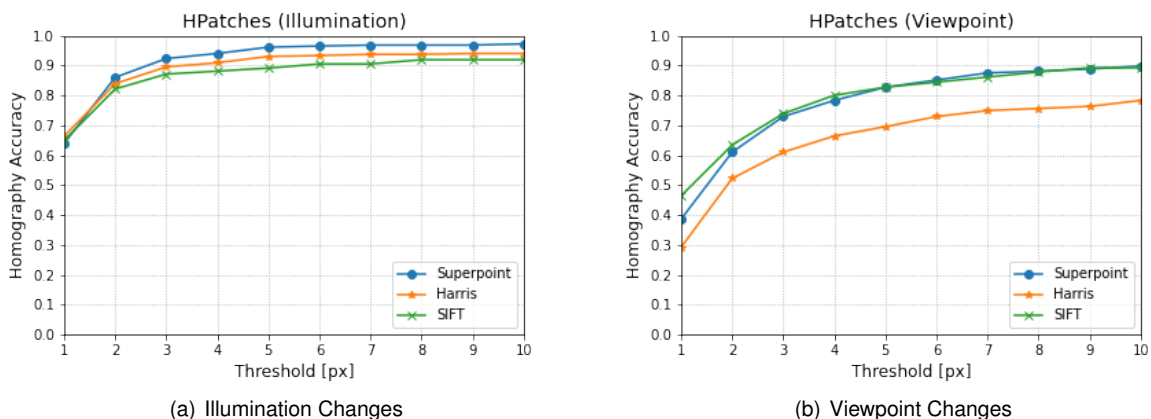 HPatches (Illumination)
1.0
0.9
0.8
0.7
0.6
0.5
0.4
0.3
0.2
0.1
0.0
Homography Accuracy
Superpoint
Harris
SIFT
1 2 3 4 5 6 7 8 9 10
Threshold [px]
(a) Illumination Changes
HPatches (Viewpoint)
1.0
0.9
0.8
0.7
0.6
0.5
0.4
0.3
0.2
0.1
0.0
Homography Accuracy
Superpoint
Harris
SIFT
1 2 3 4 5 6 7 8 9 10
Threshold [px]
(b) Viewpoint Changes